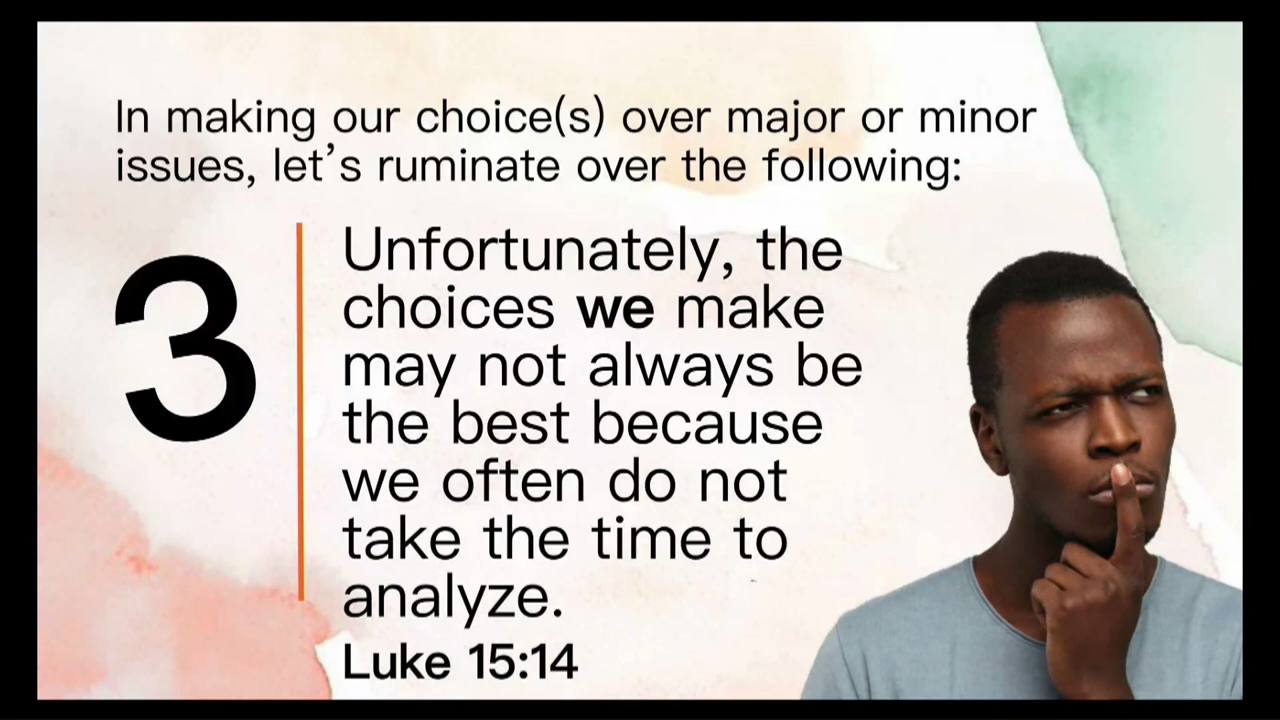 In making our choice(s) over major or minor
issues, let’s ruminate over the following:
3
Unfortunately, the
choices we make
may not always be
the best because
we often do not
take the time to
analyze.
Luke 15:14